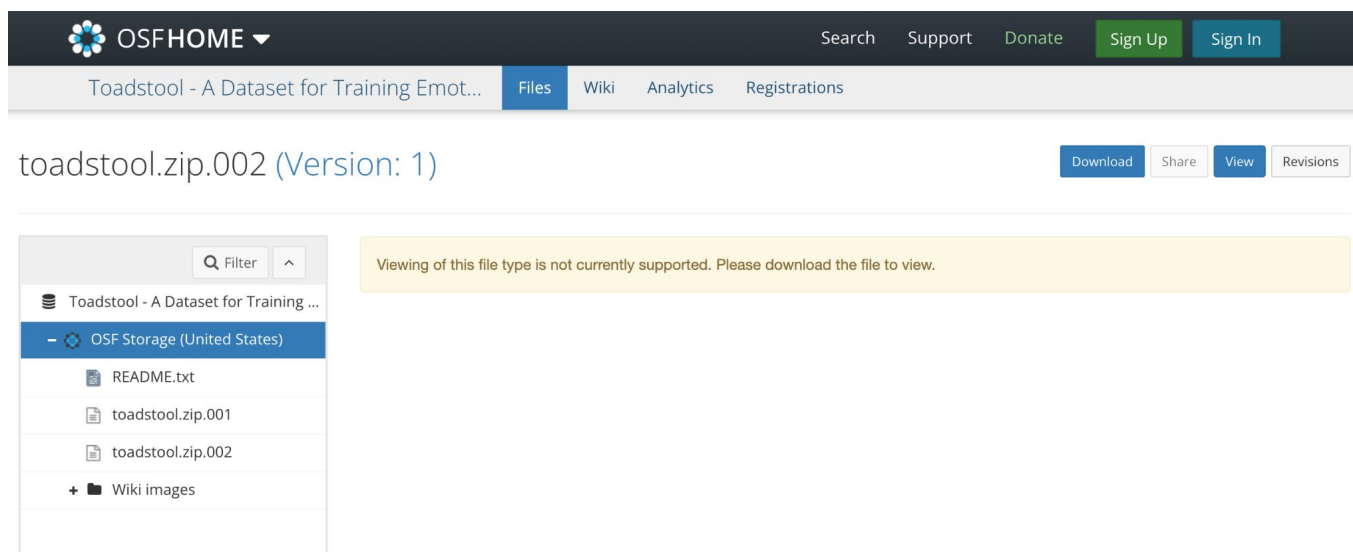 OSFHOME Search Support Donate Sign Up Sign In
Toadstool - A Dataset for Training Emot... Files Wiki Analytics Registrations
toadstool.zip.002 (Version: 1)
Download Share View Revisions
Filter
Viewing of this file type is not currently supported. Please download the file to view.
Toadstool - A Dataset for Training ...
OSF Storage (United States)
README.txt
toadstool.zip.001
toadstool.zip.002
Wiki images